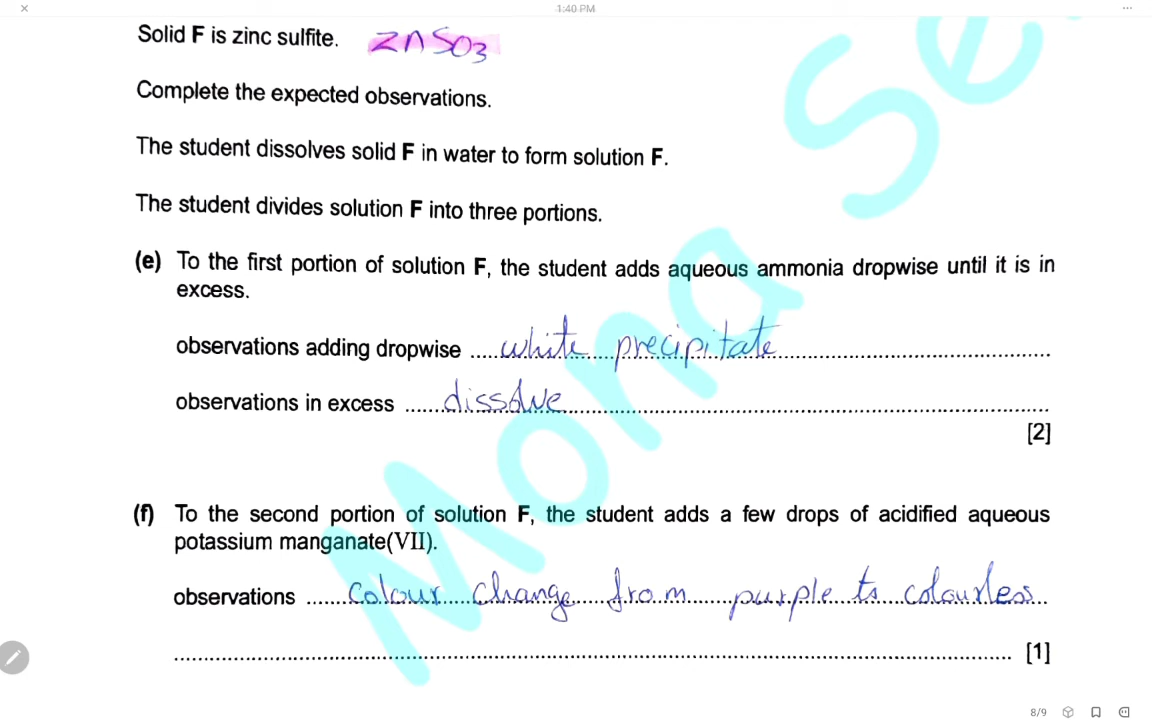 1:40 PM
Solid F is zinc sulfite. ZnSO3
Complete the expected observations.
The student dissolves solid F in water to form solution F.
The student divides solution F into three portions.
(e) To the first portion of solution F, the student adds aqueous ammonia dropwise until it is in
excess.
observations adding dropwise ....white precipitate....
observations in excess ....dissolve....
[2]
(f) To the second portion of solution F, the student adds a few drops of acidified aqueous
potassium manganate(VII).
observations ....colour change from purple to colourless....
.... [1]
Mona Se
8/9